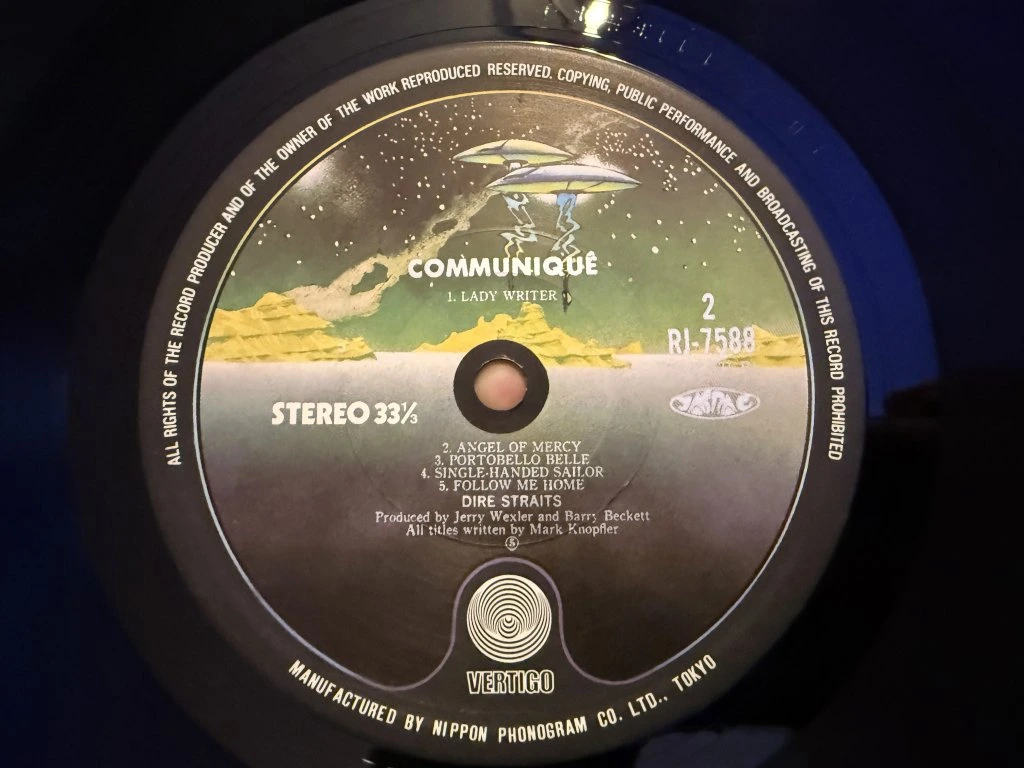 ALL RIGHTS OF THE RECORD PRODUCER AND OF THE OWNER OF THE WORK REPRODUCED RESERVED. COPYING, PUBLIC PERFORMANCE AND BROADCASTING OF THIS RECORD PROHIBITED
COMMUNIQUÊ
1. LADY WRITER
2
RJ-7588
STEREO 33⅓
2. ANGEL OF MERCY
3. PORTOBELLO BELLE
4. SINGLE-HANDED SAILOR
5. FOLLOW ME HOME
DIRE STRAITS
Produced by Jerry Wexler and Barry Beckett
All titles written by Mark Knopfler
VERTIGO
MANUFACTURED BY NIPPON PHONOGRAM CO. LTD., TOKYO